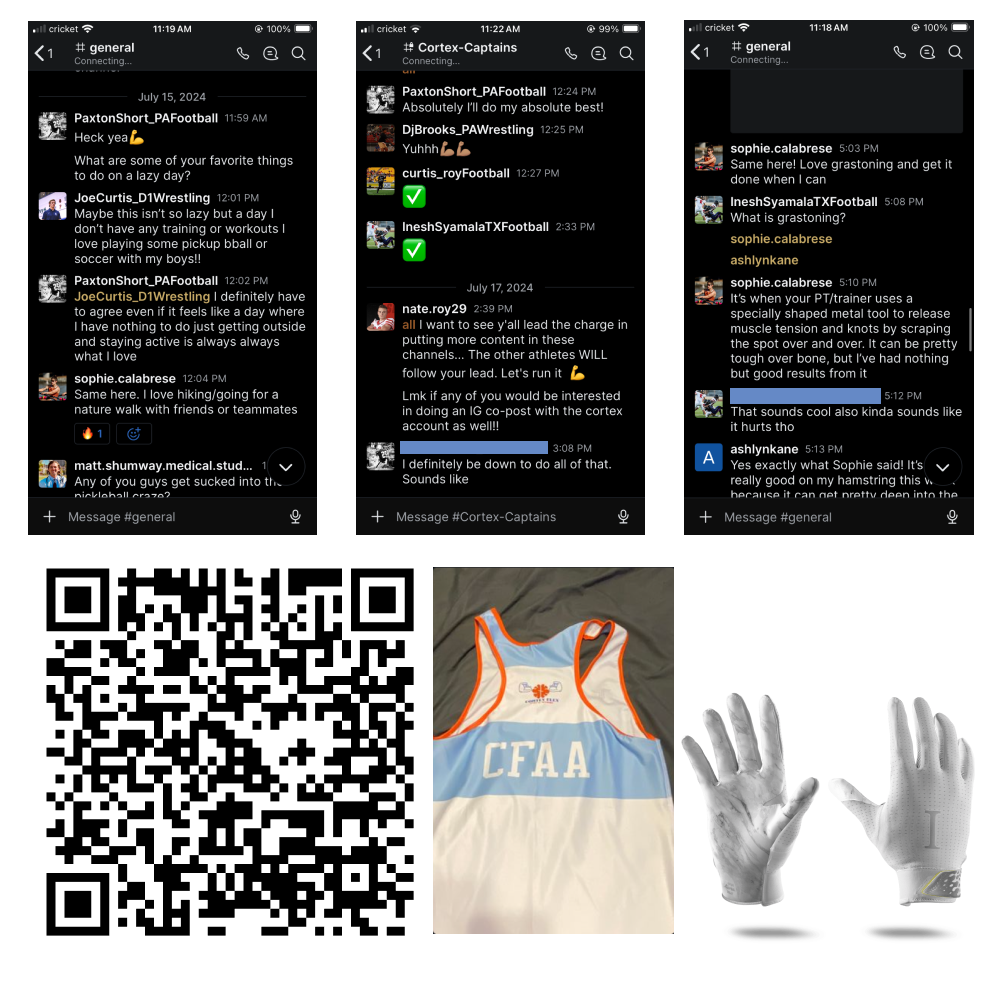 cricket 11:19 AM 100%
1 # general
Connecting...
July 15, 2024
PaxtonShort_PAFootball 11:59 AM
Heck yea💪
What are some of your favorite things
to do on a lazy day?
JoeCurtis_D1Wrestling 12:01 PM
Maybe this isn’t so lazy but a day I
don’t have any training or workouts I
love playing some pickup bball or
soccer with my boys!!
PaxtonShort_PAFootball 12:02 PM
JoeCurtis_D1Wrestling I definitely have
to agree even if it feels like a day where
I have nothing to do just getting outside
and staying active is always always
what I love
sophie.calabrese 12:04 PM
Same here. I love hiking/going for a
nature walk with friends or teammates
🔥 1
matt.shumway.medical.stud... 1
Any of you guys get sucked into the
pickleball craze?
Message #general
cricket 11:22 AM 99%
1 # Cortex-Captains
Connecting...
all
PaxtonShort_PAFootball 12:24 PM
Absolutely I’ll do my absolute best!
DjBrooks_PAWrestling 12:25 PM
Yuhhh💪🏽💪🏽
curtis_royFootball 12:27 PM
✅
IneshSyamalaTXFootball 2:33 PM
✅
July 17, 2024
nate.roy29 2:39 PM
all I want to see y'all lead the charge in
putting more content in these
channels... The other athletes WILL
follow your lead. Let's run it 💪
Lmk if any of you would be interested
in doing an IG co-post with the cortex
account as well!!
3:08 PM
I definitely be down to do all of that.
Sounds like
Message #Cortex-Captains
cricket 11:18 AM 100%
1 # general
Connecting...
sophie.calabrese 5:03 PM
Same here! Love grastoning and get it
done when I can
IneshSyamalaTXFootball 5:08 PM
What is grastoning?
sophie.calabrese
ashlynkane
sophie.calabrese 5:10 PM
It’s when your PT/trainer uses a
specially shaped metal tool to release
muscle tension and knots by scraping
the spot over and over. It can be pretty
tough over bone, but I’ve had nothing
but good results from it
5:12 PM
That sounds cool also kinda sounds like
it hurts tho
A
ashlynkane 5:13 PM
Yes exactly what Sophie said! It’s
really good on my hamstring this
because it can get pretty deep into the
Message #general
CFAA
I